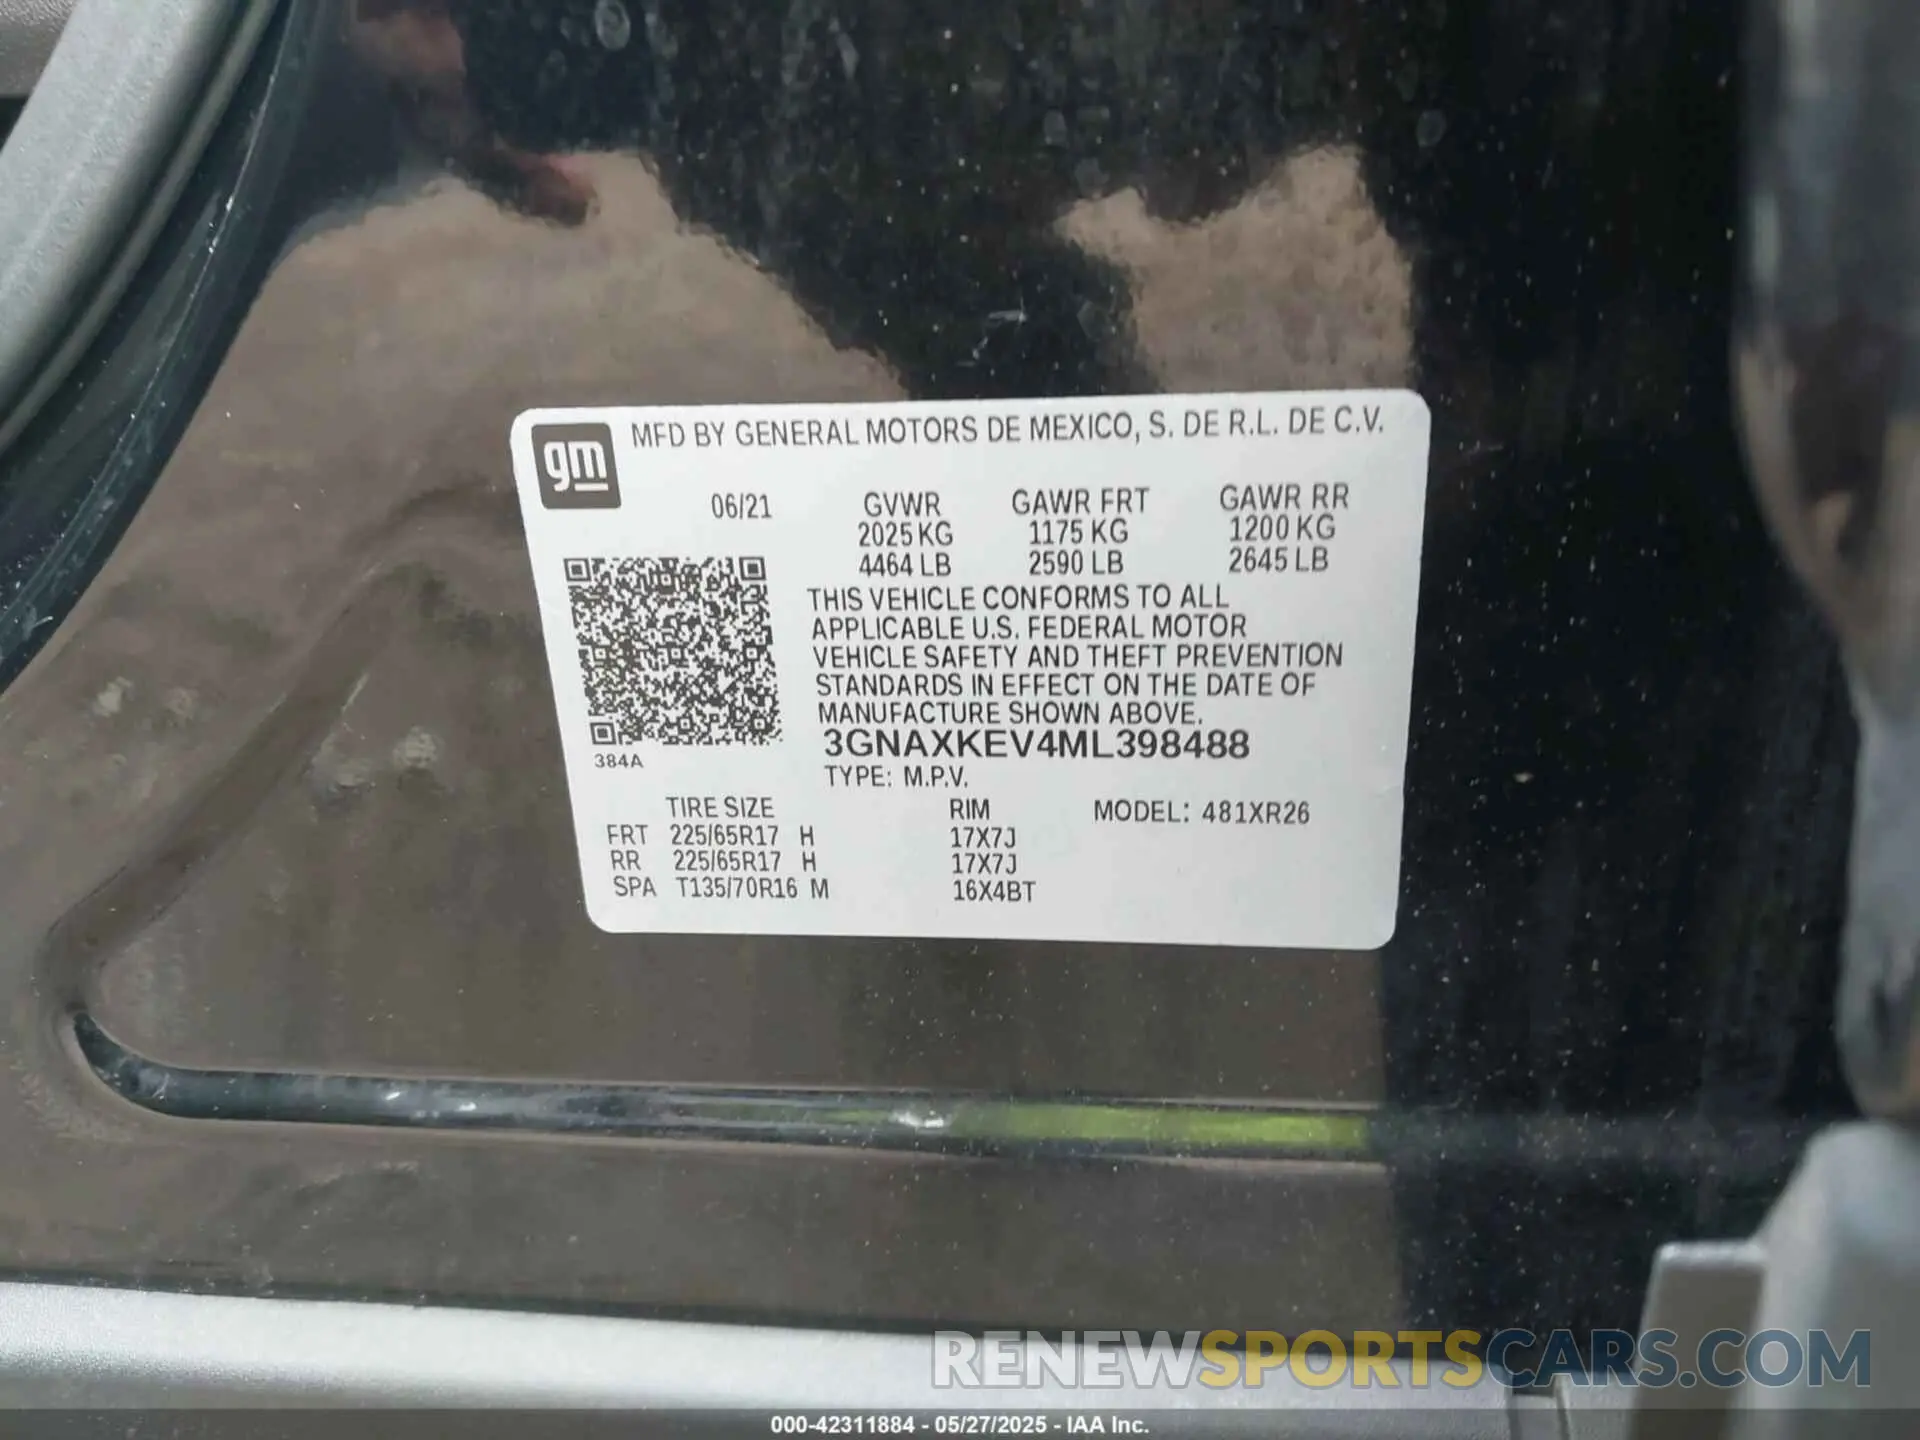 gm
MFD BY GENERAL MOTORS DE MEXICO, S. DE R.L. DE C.V.
06/21 GVWR GAWR FRT GAWR RR
2025 KG 1175 KG 1200 KG
4464 LB 2590 LB 2645 LB
THIS VEHICLE CONFORMS TO ALL
APPLICABLE U.S. FEDERAL MOTOR
VEHICLE SAFETY AND THEFT PREVENTION
STANDARDS IN EFFECT ON THE DATE OF
MANUFACTURE SHOWN ABOVE.
3GNAXKEV4ML398488
384A
TYPE: M.P.V.
TIRE SIZE RIM MODEL: 481XR26
FRT 225/65R17 H 17X7J
RR 225/65R17 H 17X7J
SPA T135/70R16 M 16X4BT
RENEWSPORTSCARS.COM
000-42311884 - 05/27/2025 - IAA Inc.